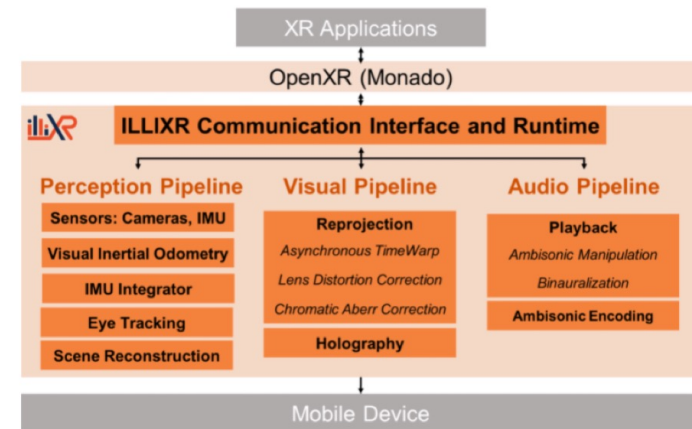 XR Applications
OpenXR (Monado)
illiXR
ILLIXR Communication Interface and Runtime
Perception Pipeline
Sensors: Cameras, IMU
Visual Inertial Odometry
IMU Integrator
Eye Tracking
Scene Reconstruction
Visual Pipeline
Reprojection
Asynchronous TimeWarp
Lens Distortion Correction
Chromatic Aberr Correction
Holography
Audio Pipeline
Playback
Ambisonic Manipulation
Binauralization
Ambisonic Encoding
Mobile Device